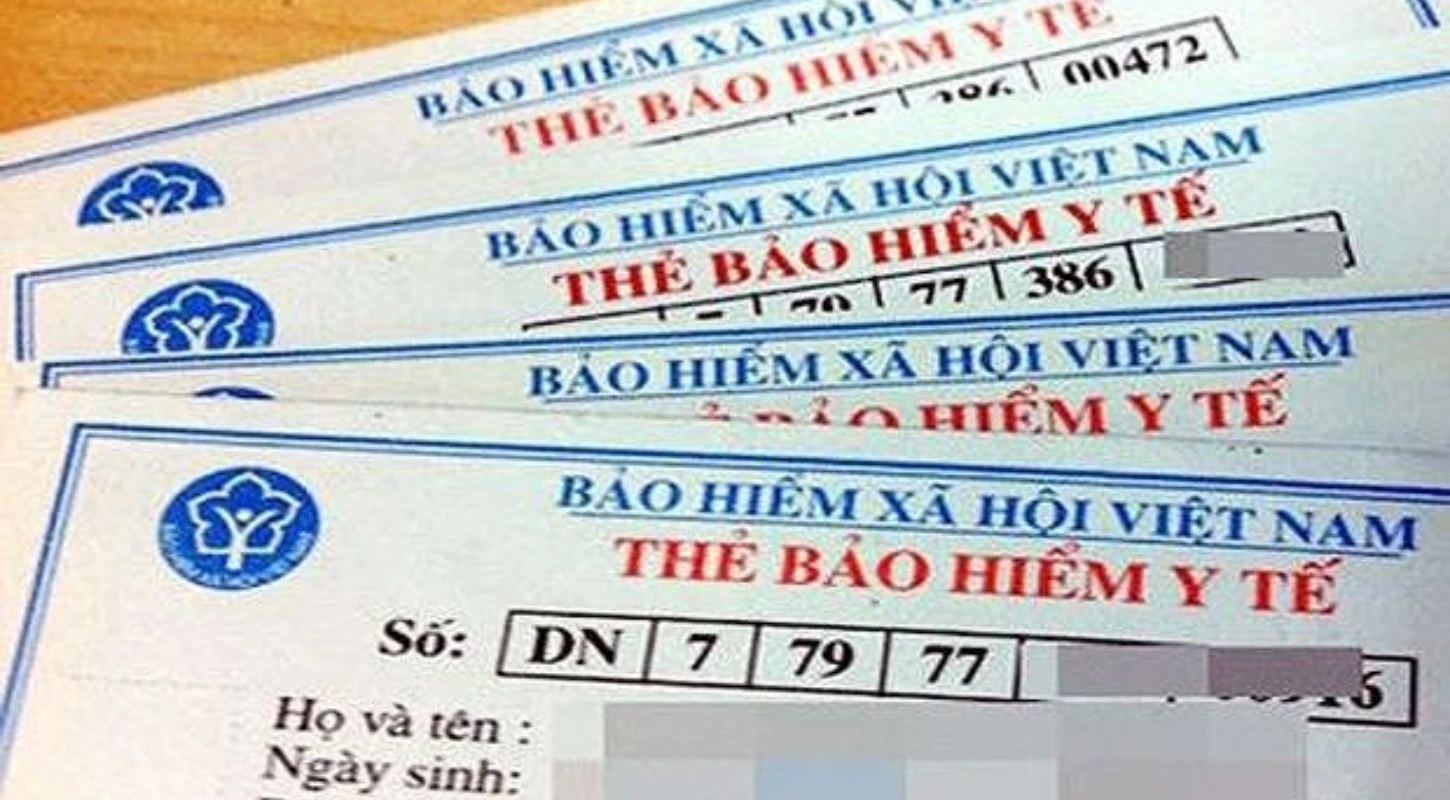 BẢO HIỂM XÃ HỘI
THẺ BẢO HIỂM Y TẾ
00472
BẢO HIỂM XÃ HỘI VIỆT NAM
THẺ BẢO HIỂM Y TẾ
79 77 386
BẢO HIỂM XÃ HỘI VIỆT NAM
BẢO HIỂM Y TẾ
BẢO HIỂM XÃ HỘI VIỆT NAM
THẺ BẢO HIỂM Y TẾ
Số: DN 7 79 77
Họ và tên :
Ngày sinh: